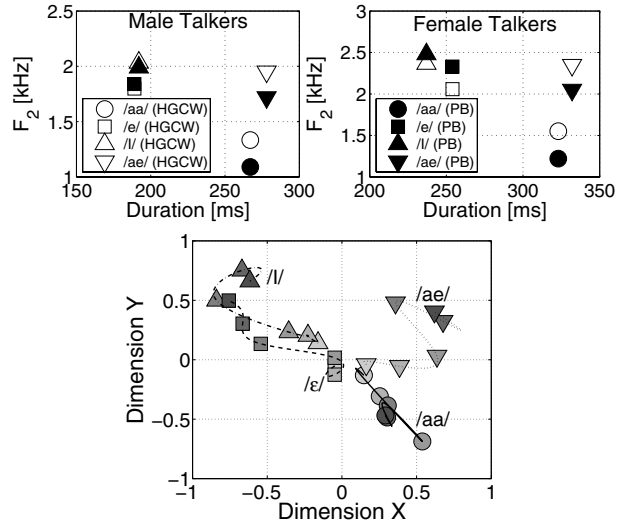 Male Talkers
F2 [kHz]
2.5
2
1.5
1
/aa/ (HGCW)
/e/ (HGCW)
/I/ (HGCW)
/ae/ (HGCW)
150 200 250 300
Duration [ms]
Female Talkers
F2 [kHz]
3
2.5
2
1.5
1
/aa/ (PB)
/e/ (PB)
/I/ (PB)
/ae/ (PB)
200 250 300 350
Duration [ms]
Dimension Y
1
0.5
0
−0.5
−1
/I/
/ae/
/ε/
/aa/
−1 −0.5 0 0.5 1
Dimension X